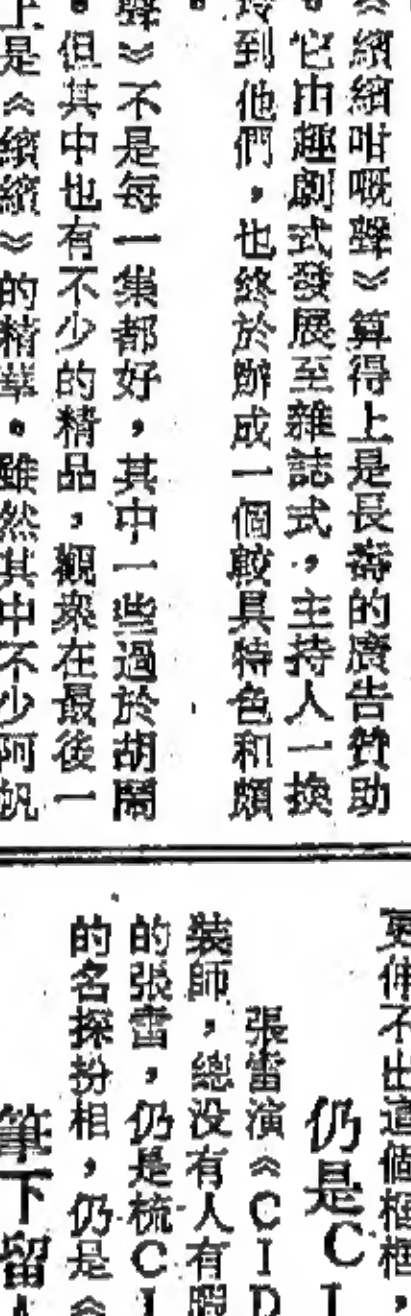 《繽繽咁嘅聲》算得上是長壽的廣告贊助
。它由趣劇式發展至雜誌式,主持人一換
到他們,也終於辦成一個較具特色和頗
。
聲》不是每一集都好,其中一些過於胡鬧
。但其中也有不少的精品,觀衆在最後一
上是《繽繽》的精華。雖然其中不少阿帆
更伸不出這個框框,
仍是CI
張雷演《CID
裝師,總没有人有暇
的張雷,仍是梳CI
的名探扮相,仍是《
筆下留